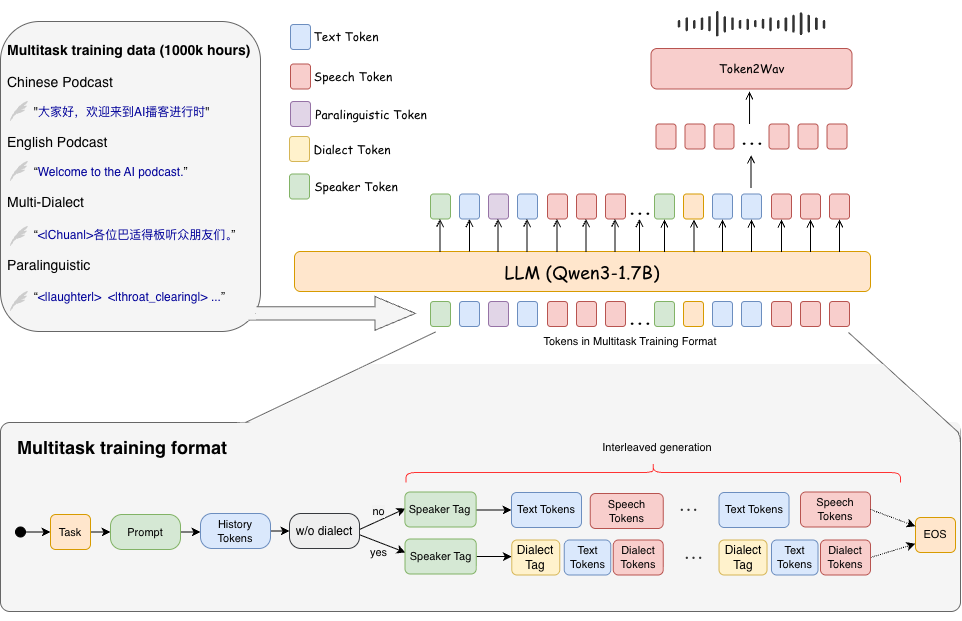 Multitask training data (1000k hours)
Chinese Podcast
"大家好，欢迎来到AI播客进行时"
English Podcast
“Welcome to the AI podcast.”
Multi-Dialect
“<lChuanl>各位巴适得板听众朋友们。”
Paralinguistic
“<llaughterl> <lthroat_clearingl> ...”
Text Token
Speech Token
Paralinguistic Token
Dialect Token
Speaker Token
Token2Wav
...
...
LLM (Qwen3-1.7B)
...
Tokens in Multitask Training Format
Multitask training format
Interleaved generation
Task
Prompt
History
Tokens
w/o dialect
no
yes
Speaker Tag
Text Tokens
Speech
Tokens
...
Text Tokens
Speech
Tokens
Speaker Tag
Dialect
Tag
Text
Tokens
Dialect
Tokens
...
Dialect
Tag
Text
Tokens
Dialect
Tokens
EOS